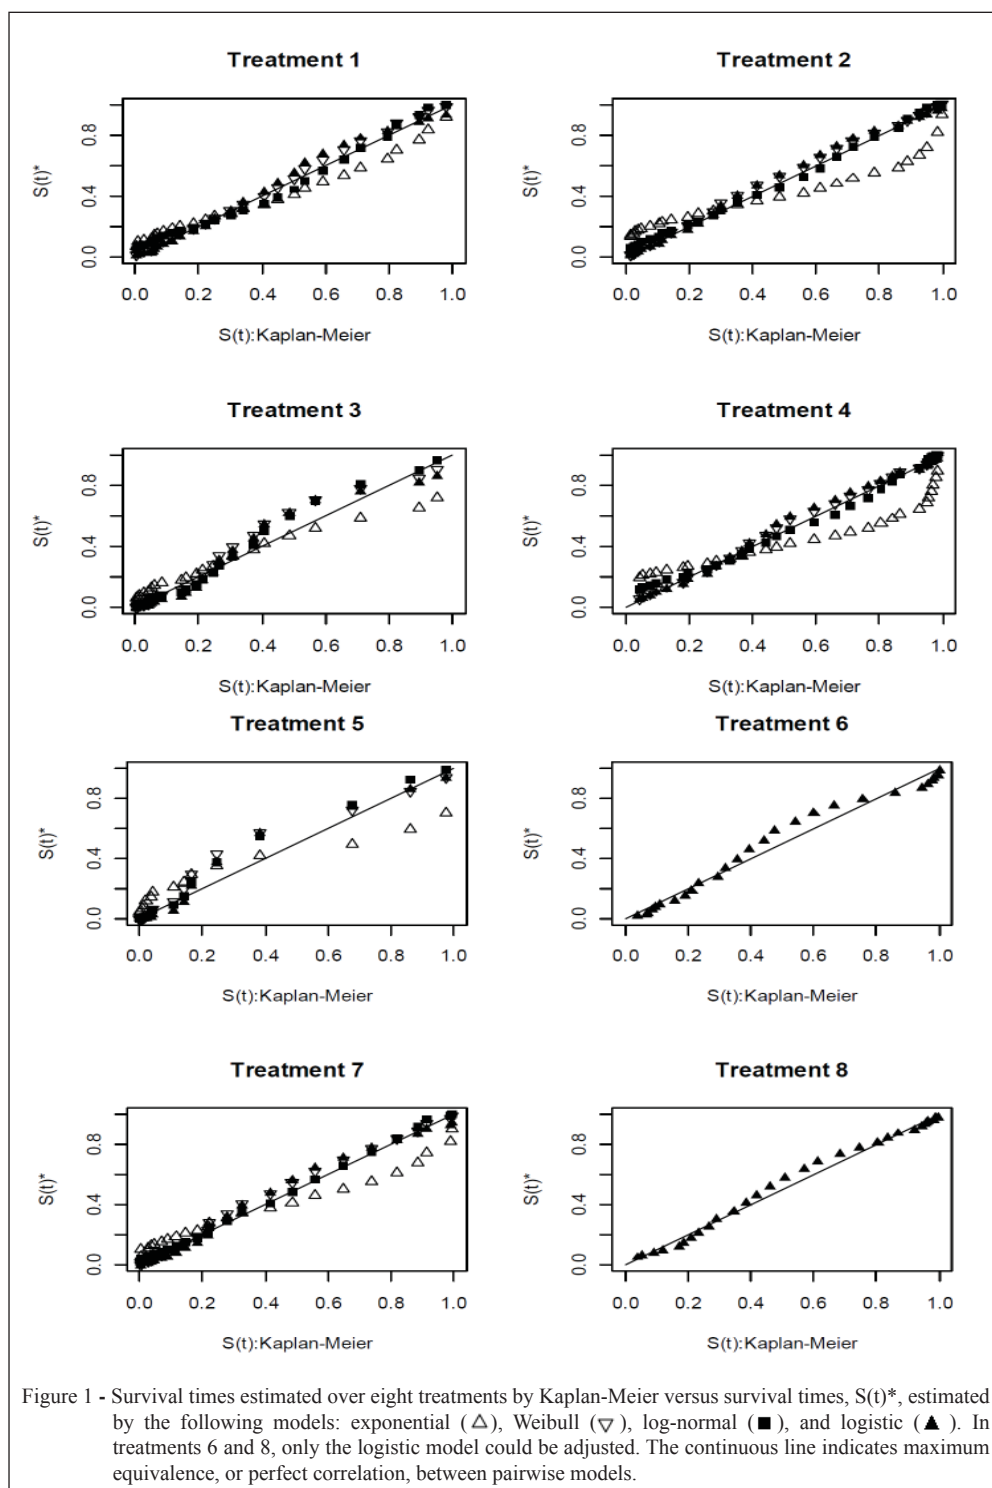 Treatment 1
Treatment 2
S(t)*
0.0 0.4 0.8
0.0 0.2 0.4 0.6 0.8 1.0
S(t):Kaplan-Meier
S(t)*
0.0 0.4 0.8
0.0 0.2 0.4 0.6 0.8 1.0
S(t):Kaplan-Meier
Treatment 3
Treatment 4
S(t)*
0.0 0.4 0.8
0.0 0.2 0.4 0.6 0.8 1.0
S(t):Kaplan-Meier
S(t)*
0.0 0.4 0.8
0.0 0.2 0.4 0.6 0.8 1.0
S(t):Kaplan-Meier
Treatment 5
Treatment 6
S(t)*
0.0 0.4 0.8
0.0 0.2 0.4 0.6 0.8 1.0
S(t):Kaplan-Meier
S(t)*
0.0 0.4 0.8
0.0 0.2 0.4 0.6 0.8 1.0
S(t):Kaplan-Meier
Treatment 7
Treatment 8
S(t)*
0.0 0.4 0.8
0.0 0.2 0.4 0.6 0.8 1.0
S(t):Kaplan-Meier
S(t)*
0.0 0.4 0.8
0.0 0.2 0.4 0.6 0.8 1.0
S(t):Kaplan-Meier
Figure 1 - Survival times estimated over eight treatments by Kaplan-Meier versus survival times, S(t)*, estimated
by the following models: exponential (△), Weibull (▽), log-normal (■), and logistic (▲). In
treatments 6 and 8, only the logistic model could be adjusted. The continuous line indicates maximum
equivalence, or perfect correlation, between pairwise models.